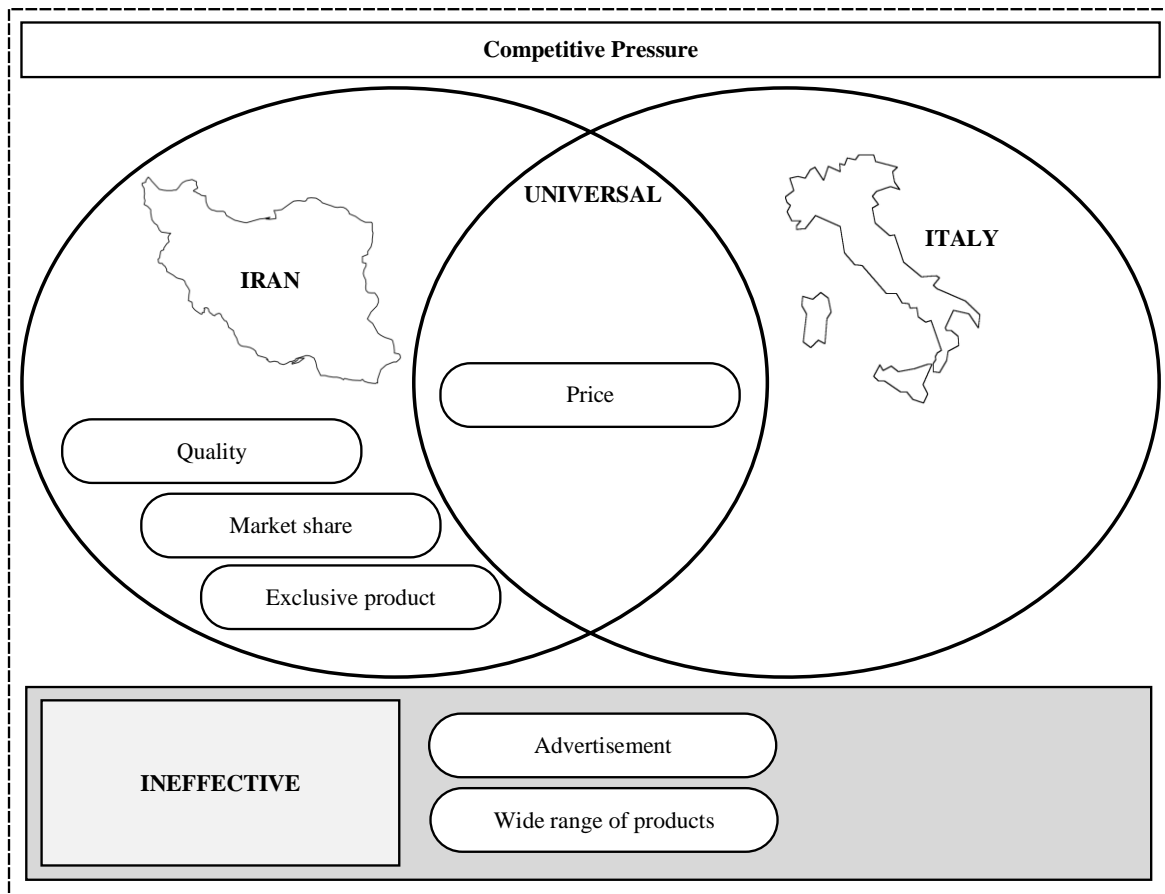 Competitive Pressure
UNIVERSAL
ITALY
IRAN
Price
Quality
Market share
Exclusive product
Advertisement
INEFFECTIVE
Wide range of products